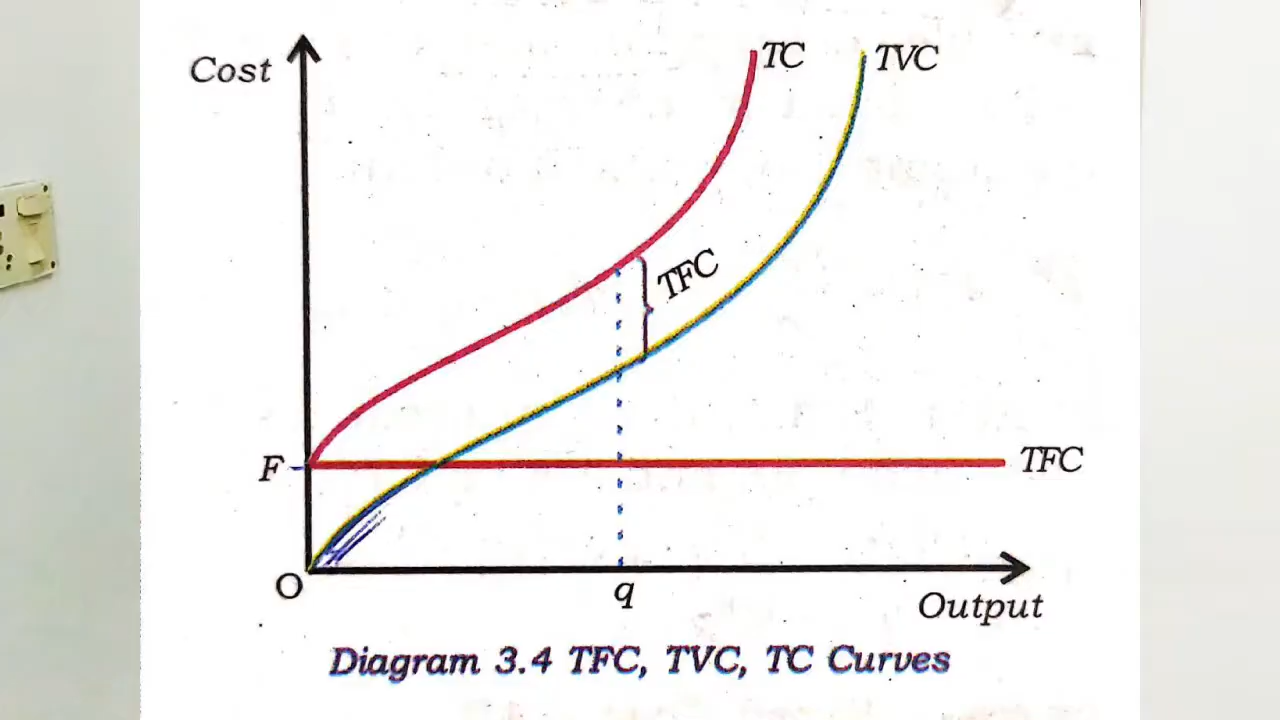 Cost
TC
TVC
TFC
F
TFC
O
q
Output
Diagram 3.4 TFC, TVC, TC Curves